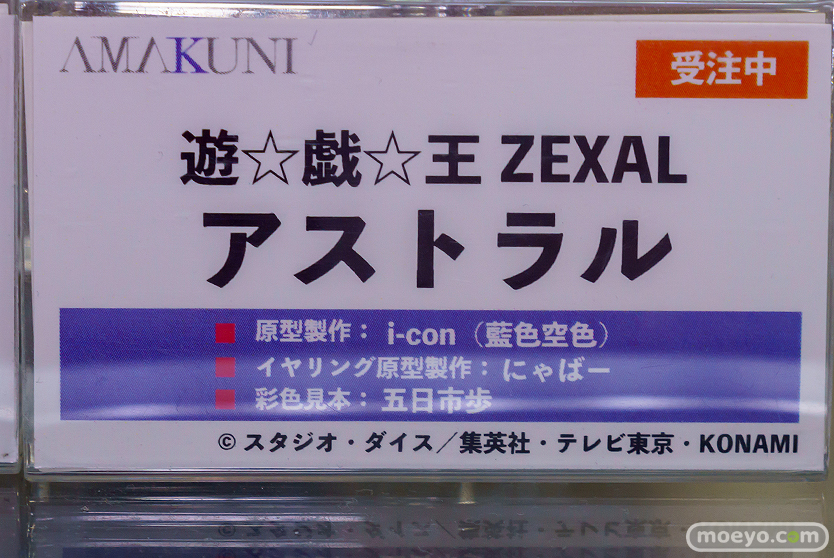 AMAKUNI
受注中
遊☆戯☆王 ZEXAL
アストラル
■ 原型製作： i-con（藍色空色）
■ イヤリング原型製作：にゃばー
■ 彩色見本： 五日市歩
© スタジオ・ダイス／集英社・テレビ東京・KONAMI
moeyo.com